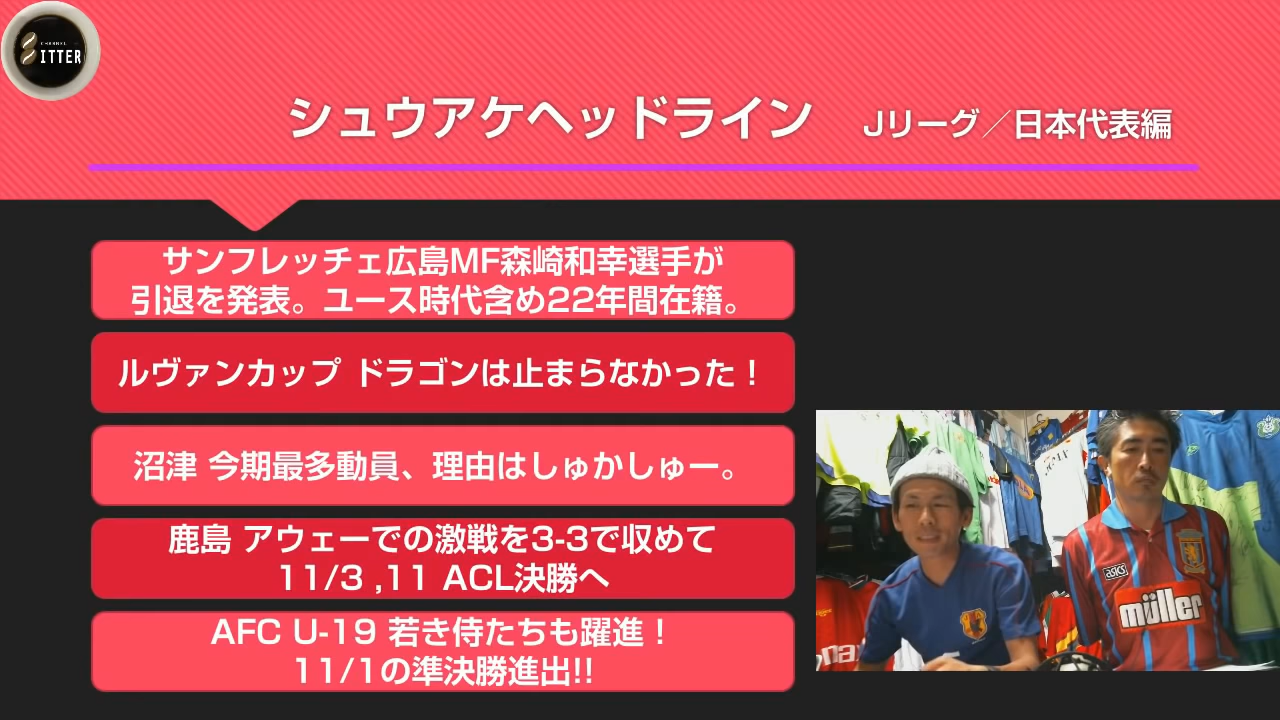 CHANNEL
BITTER
シュウアケヘッドライン Jリーグ／日本代表編
サンフレッチェ広島MF森崎和幸選手が
引退を発表。ユース時代含め22年間在籍。
ルヴァンカップ ドラゴンは止まらなかった！
沼津 今期最多動員、理由はしゅかしゅー。
鹿島 アウェーでの激戦を3-3で収めて
11/3 ,11 ACL決勝へ
AFC U-19 若き侍たちも躍進！
11/1の準決勝進出!!
asics
müller